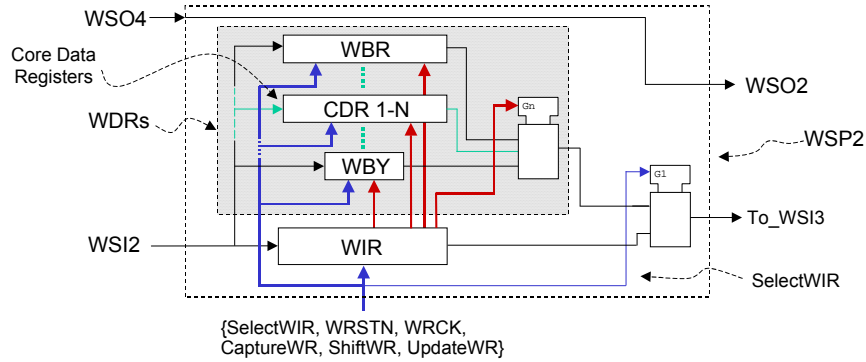 WSO4
WBR
Core Data
Registers
Gn
WSO2
CDR 1-N
WDRs
WSP2
WBY
G1
To_WSI3
WSI2
WIR
SelectWIR
{SelectWIR, WRSTN, WRCK,
CaptureWR, ShiftWR, UpdateWR}